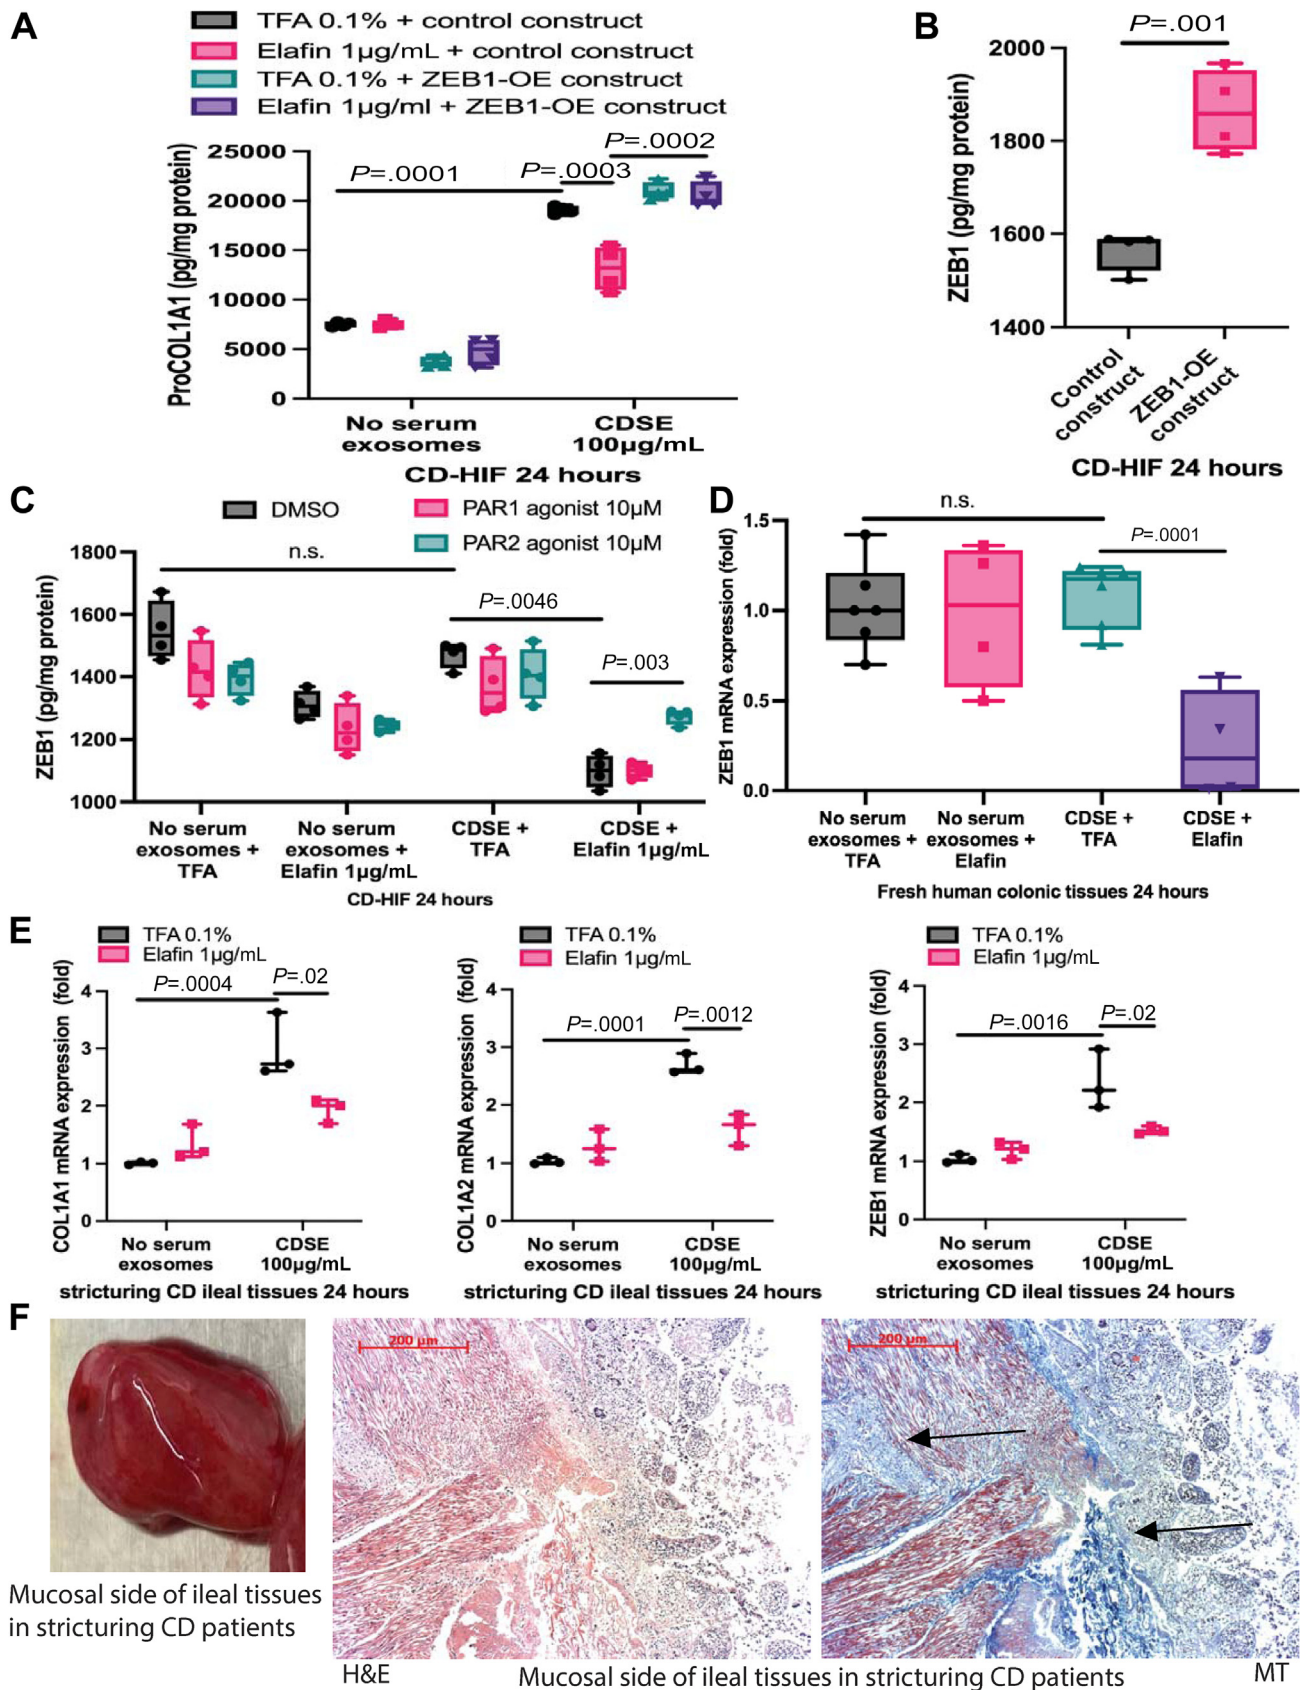 A
TFA 0.1% + control construct
Elafin 1µg/mL + control construct
TFA 0.1% + ZEB1-OE construct
Elafin 1µg/ml + ZEB1-OE construct
ProCOL1A1 (pg/mg protein)
25000
20000
15000
10000
5000
0
P=.0001
P=.0003
P=.0002
No serum
exosomes
CDSE
100µg/mL
CD-HIF 24 hours
B
P=.001
ZEB1 (pg/mg protein)
2000
1800
1600
1400
Control
construct
ZEB1-OE
construct
CD-HIF 24 hours
C
DMSO
PAR1 agonist 10µM
PAR2 agonist 10µM
ZEB1 (pg/mg protein)
1800
1600
1400
1200
1000
n.s.
P=.0046
P=.003
No serum
exosomes +
TFA
No serum
exosomes +
Elafin 1µg/mL
CDSE +
TFA
CDSE +
Elafin 1µg/mL
CD-HIF 24 hours
D
ZEB1 mRNA expression (fold)
1.5
1.0
0.5
0.0
n.s.
P=.0001
No serum
exosomes +
TFA
No serum
exosomes +
Elafin
CDSE +
TFA
CDSE +
Elafin
Fresh human colonic tissues 24 hours
E
TFA 0.1%
Elafin 1µg/mL
COL1A1 mRNA expression (fold)
4
3
2
1
0
P=.0004
P=.02
No serum
exosomes
CDSE
100µg/mL
stricturing CD ileal tissues 24 hours
TFA 0.1%
Elafin 1µg/mL
COL1A2 mRNA expression (fold)
4
3
2
1
0
P=.0001
P=.0012
No serum
exosomes
CDSE
100µg/mL
stricturing CD ileal tissues 24 hours
TFA 0.1%
Elafin 1µg/mL
ZEB1 mRNA expression (fold)
4
3
2
1
0
P=.0016
P=.02
No serum
exosomes
CDSE
100µg/mL
stricturing CD ileal tissues 24 hours
F
200 µm
200 µm
*
Mucosal side of ileal tissues
in stricturing CD patients
H&E
Mucosal side of ileal tissues in stricturing CD patients
MT